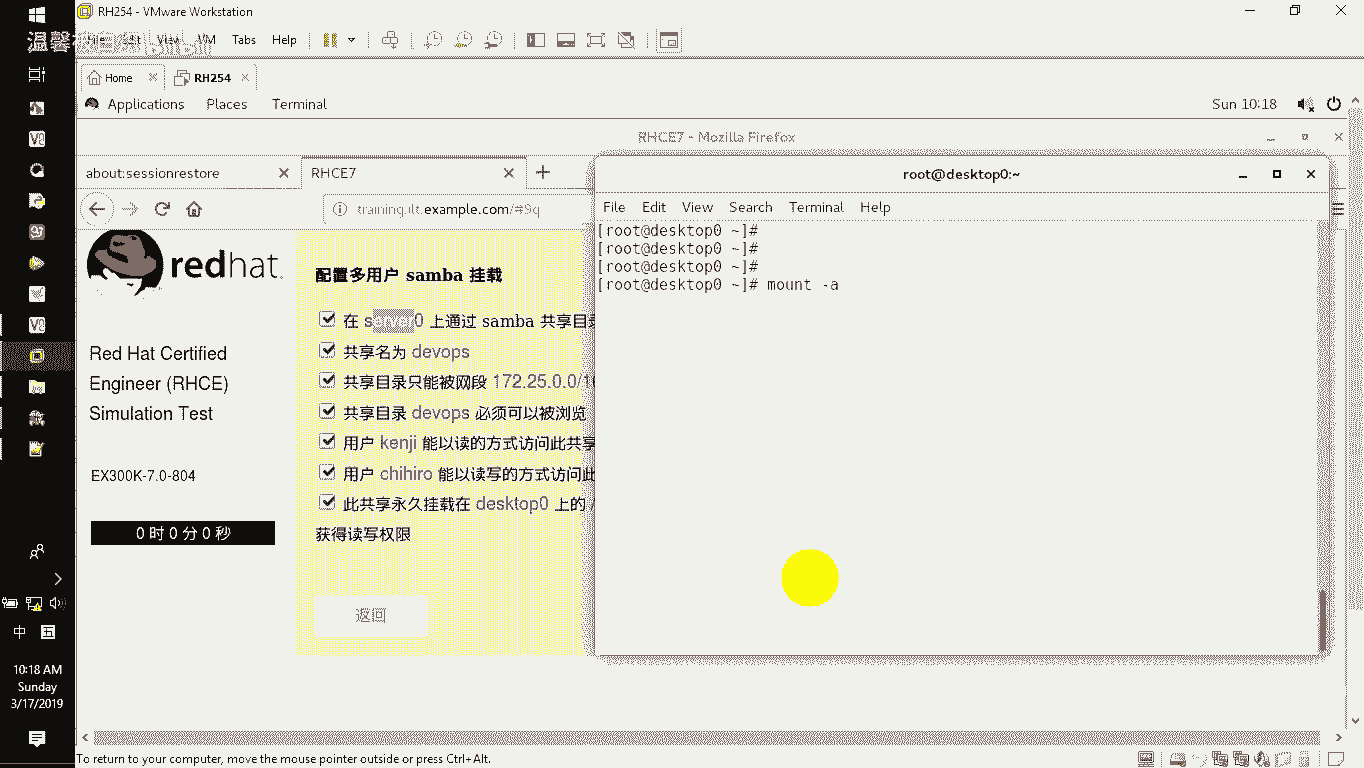 RH254 - VMware Workstation
温馨
View VM Tabs Help
Home
RH254
Applications Places Terminal
Sun 10:18
RHCE7 - Mozilla Firefox
about:sessionrestore
RHCE7
training.ilt.example.com/#9q
root@desktop0:~
File Edit View Search Terminal Help
[root@desktop0 ~]#
[root@desktop0 ~]#
[root@desktop0 ~]#
[root@desktop0 ~]# mount -a
redhat.
Red Hat Certified
Engineer (RHCE)
Simulation Test
EX300K-7.0-804
0 时 0 分 0 秒
配置多用户 samba 挂载
在 server0 上通过 samba 共享目录
共享名为 devops
共享目录只能被网段 172.25.0.0/16
共享目录 devops 必须可以被浏览
用户 kenji 能以读的方式访问此共享
用户 chihiro 能以读写的方式访问此
此共享永久挂载在 desktop0 上的 /
获得读写权限
返回
中
五
10:18 AM
Sunday
3/17/2019
To return to your computer, move the mouse pointer outside or press Ctrl+Alt.